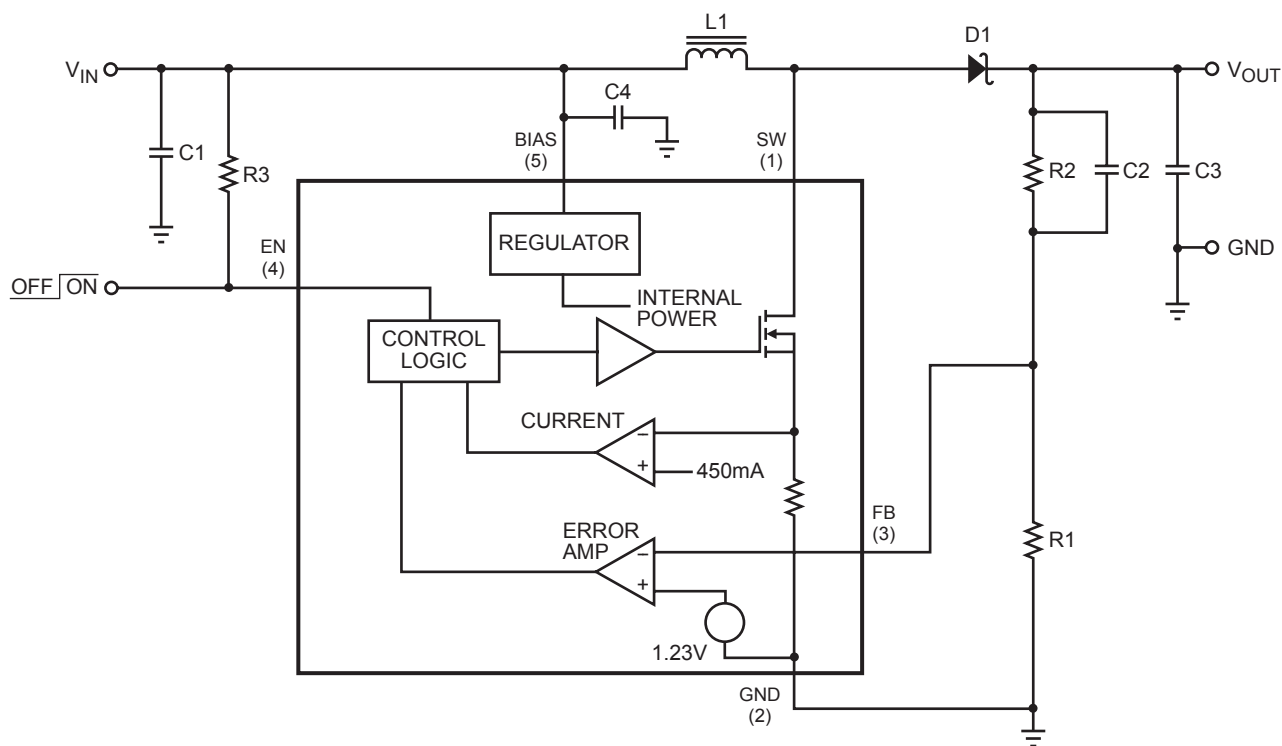 L1
D1
VIN
VOUT
C4
BIAS
(5)
SW
(1)
C1
R3
R2
C2
C3
REGULATOR
EN
(4)
GND
OFF ON
INTERNAL
POWER
CONTROL
LOGIC
CURRENT
−
+
450mA
FB
(3)
ERROR
AMP
−
+
R1
1.23V
GND
(2)